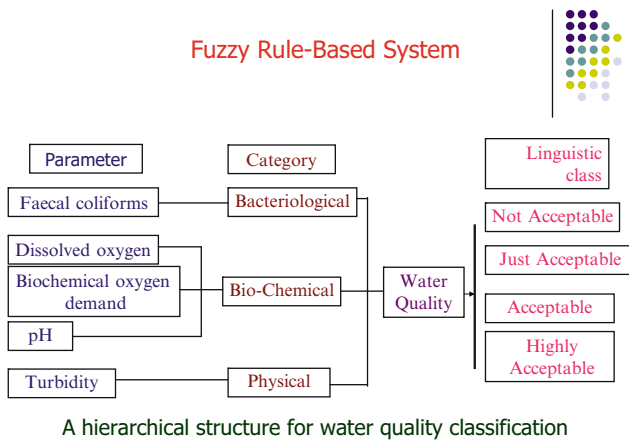 Fuzzy Rule-Based System
Parameter
Category
Linguistic
class
Faecal coliforms
Bacteriological
Not Acceptable
Dissolved oxygen
Just Acceptable
Biochemical oxygen
demand
Bio-Chemical
Water
Quality
Acceptable
pH
Highly
Acceptable
Turbidity
Physical
A hierarchical structure for water quality classification